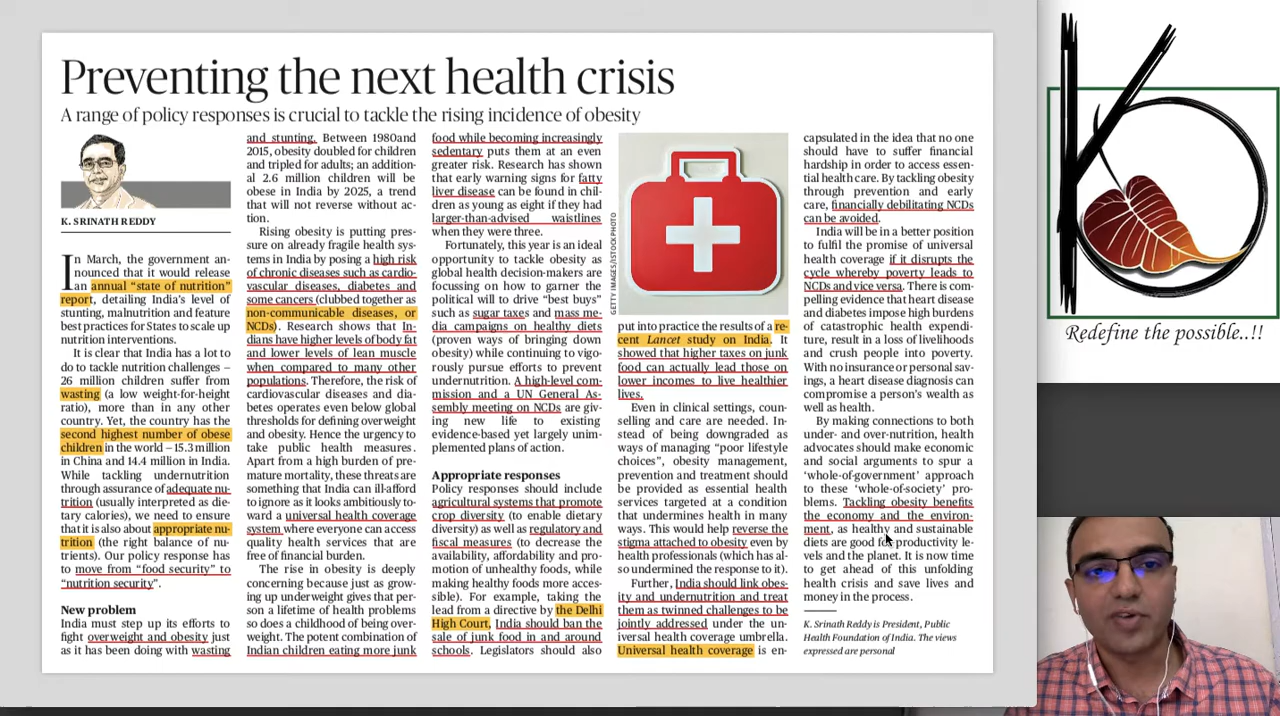 Preventing the next health crisis
A range of policy responses is crucial to tackle the rising incidence of obesity
K. SRINATH REDDY
In March, the government an-
nounced that it would release
an annual “state of nutrition”
report, detailing India’s level of
stunting, malnutrition and feature
best practices for States to scale up
nutrition interventions.
It is clear that India has a lot to
do to tackle nutrition challenges –
26 million children suffer from
wasting (a low weight-for-height
ratio), more than in any other
country. Yet, the country has the
second highest number of obese
children in the world – 15.3 million
in China and 14.4 million in India.
While tackling undernutrition
through assurance of adequate nu-
trition (usually interpreted as die-
tary calories), we need to ensure
that it is also about appropriate nu-
trition (the right balance of nu-
trients). Our policy response has
to move from “food security” to
“nutrition security”.
New problem
India must step up its efforts to
fight overweight and obesity just
as it has been doing with wasting
and stunting. Between 1980and
2015, obesity doubled for children
and tripled for adults; an addition-
al 2.6 million children will be
obese in India by 2025, a trend
that will not reverse without ac-
tion.
Rising obesity is putting pres-
sure on already fragile health sys-
tems in India by posing a high risk
of chronic diseases such as cardio-
vascular diseases, diabetes and
some cancers (clubbed together as
non-communicable diseases, or
NCDs). Research shows that In-
dians have higher levels of body fat
and lower levels of lean muscle
when compared to many other
populations. Therefore, the risk of
cardiovascular diseases and dia-
betes operates even below global
thresholds for defining overweight
and obesity. Hence the urgency to
take public health measures.
Apart from a high burden of pre-
mature mortality, these threats are
something that India can ill-afford
to ignore as it looks ambitiously to-
ward a universal health coverage
system where everyone can access
quality health services that are
free of financial burden.
The rise in obesity is deeply
concerning because just as grow-
ing up underweight gives that per-
son a lifetime of health problems
so does a childhood of being over-
weight. The potent combination of
Indian children eating more junk
food while becoming increasingly
sedentary puts them at an even
greater risk. Research has shown
that early warning signs for fatty
liver disease can be found in chil-
dren as young as eight if they had
larger-than-advised waistlines
when they were three.
Fortunately, this year is an ideal
opportunity to tackle obesity as
global health decision-makers are
focussing on how to garner the
political will to drive “best buys”
such as sugar taxes and mass me-
dia campaigns on healthy diets
(proven ways of bringing down
obesity) while continuing to vigo-
rously pursue efforts to prevent
undernutrition. A high-level com-
mission and a UN General As-
sembly meeting on NCDs are giv-
ing new life to existing
evidence-based yet largely unim-
plemented plans of action.
Appropriate responses
Policy responses should include
agricultural systems that promote
crop diversity (to enable dietary
diversity) as well as regulatory and
fiscal measures (to decrease the
availability, affordability and pro-
motion of unhealthy foods, while
making healthy foods more acces-
sible). For example, taking the
lead from a directive by the Delhi
High Court, India should ban the
sale of junk food in and around
schools. Legislators should also
GETTY IMAGES/ISTOCKPHOTO
put into practice the results of a re-
cent Lancet study on India. It
showed that higher taxes on junk
food can actually lead those on
lower incomes to live healthier
lives.
Even in clinical settings, coun-
selling and care are needed. In-
stead of being downgraded as
ways of managing “poor lifestyle
choices”, obesity management,
prevention and treatment should
be provided as essential health
services targeted at a condition
that undermines health in many
ways. This would help reverse the
stigma attached to obesity even by
health professionals (which has al-
so undermined the response to it).
Further, India should link obes-
ity and undernutrition and treat
them as twinned challenges to be
jointly addressed under the un-
iversal health coverage umbrella.
Universal health coverage is en-
capsulated in the idea that no one
should have to suffer financial
hardship in order to access essen-
tial health care. By tackling obesity
through prevention and early
care, financially debilitating NCDs
can be avoided.
India will be in a better position
to fulfil the promise of universal
health coverage if it disrupts the
cycle whereby poverty leads to
NCDs and vice versa. There is com-
pelling evidence that heart disease
and diabetes impose high burdens
of catastrophic health expendi-
ture, result in a loss of livelihoods
and crush people into poverty.
With no insurance or personal sav-
ings, a heart disease diagnosis can
compromise a person’s wealth as
well as health.
By making connections to both
under- and over-nutrition, health
advocates should make economic
and social arguments to spur a
‘whole-of-government’ approach
to these ‘whole-of-society’ pro-
blems. Tackling obesity benefits
the economy and the environ-
ment, as healthy and sustainable
diets are good for productivity le-
vels and the planet. It is now time
to get ahead of this unfolding
health crisis and save lives and
money in the process.
K. Srinath Reddy is President, Public
Health Foundation of India. The views
expressed are personal
Redefine the possible..!!